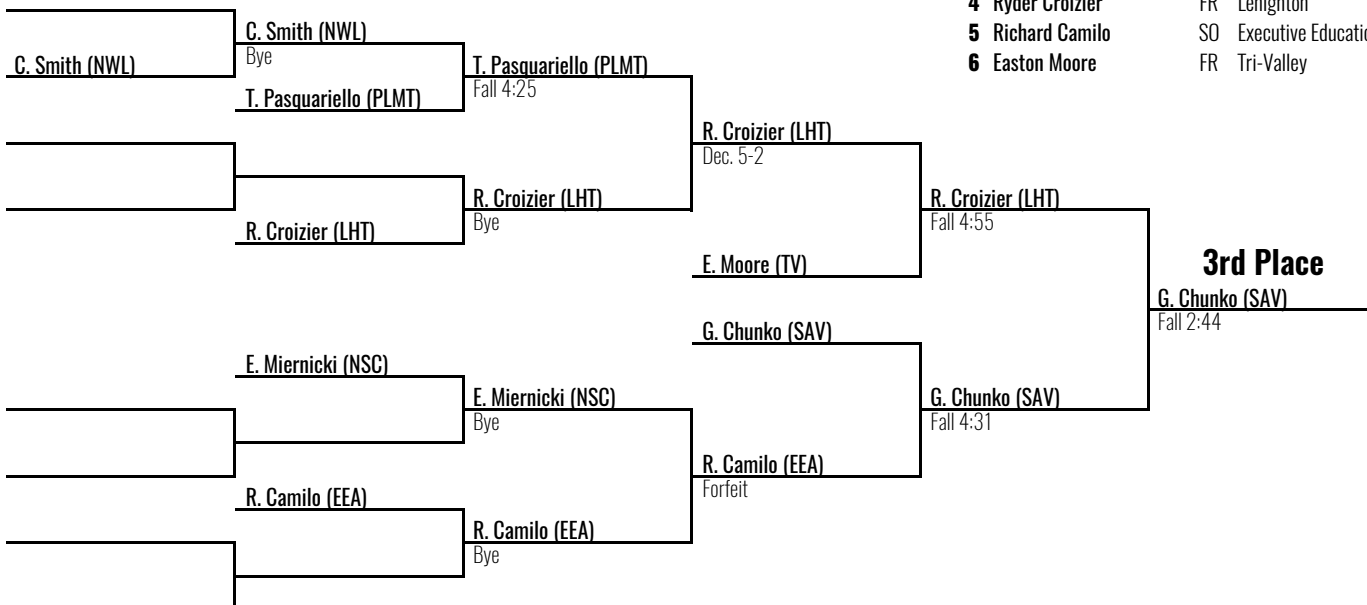 4 Ryder Croizier FR Lehighton
5 Richard Camilo SO Executive Educatio
6 Easton Moore FR Tri-Valley
C. Smith (NWL)
C. Smith (NWL)
Bye
T. Pasquariello (PLMT)
T. Pasquariello (PLMT)
Fall 4:25
R. Croizier (LHT)
R. Croizier (LHT)
Bye
R. Croizier (LHT)
Dec. 5-2
E. Moore (TV)
R. Croizier (LHT)
Fall 4:55
3rd Place
G. Chunko (SAV)
Fall 2:44
G. Chunko (SAV)
G. Chunko (SAV)
Fall 4:31
E. Miernicki (NSC)
E. Miernicki (NSC)
Bye
R. Camilo (EEA)
Forfeit
R. Camilo (EEA)
R. Camilo (EEA)
Bye